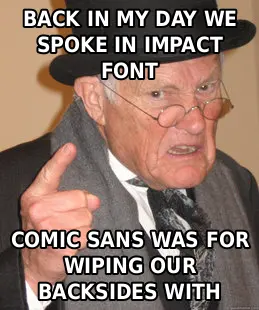 BACK IN MY DAY WE
SPOKE IN IMPACT
FONT
COMIC SANS WAS FOR
WIPING OUR
BACKSIDES WITH